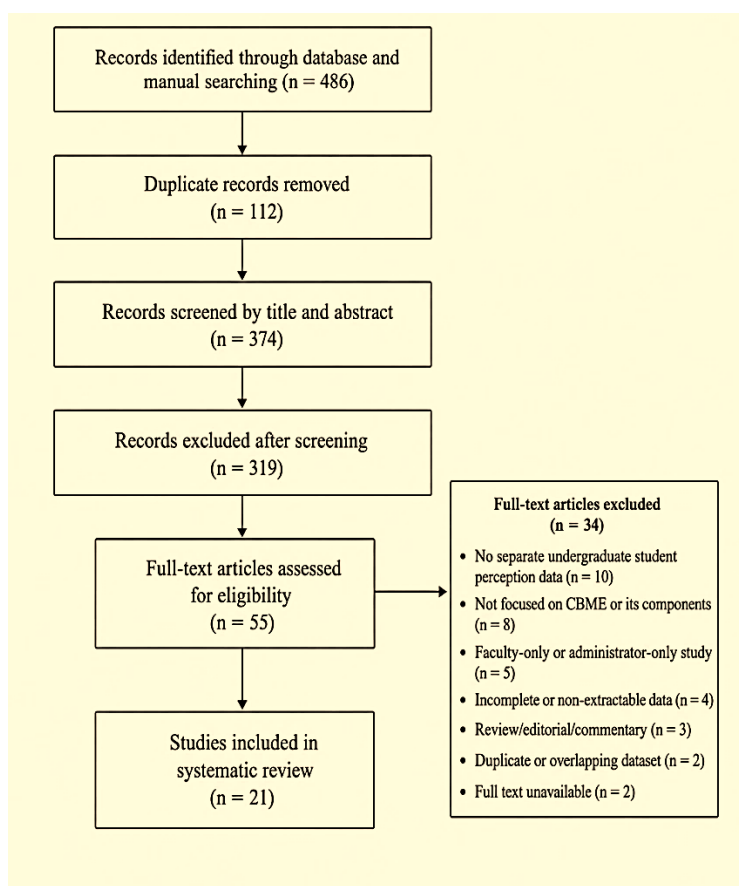 Records identified through database and
manual searching (n = 486)
Duplicate records removed
(n = 112)
Records screened by title and abstract
(n = 374)
Records excluded after screening
(n = 319)
Full-text articles assessed
for eligibility
(n = 55)
Full-text articles excluded
(n = 34)
• No separate undergraduate student
perception data (n = 10)
• Not focused on CBME or its components
(n = 8)
• Faculty-only or administrator-only study
(n = 5)
• Incomplete or non-extractable data (n = 4)
• Review/editorial/commentary (n = 3)
• Duplicate or overlapping dataset (n = 2)
• Full text unavailable (n = 2)
Studies included in
systematic review
(n = 21)